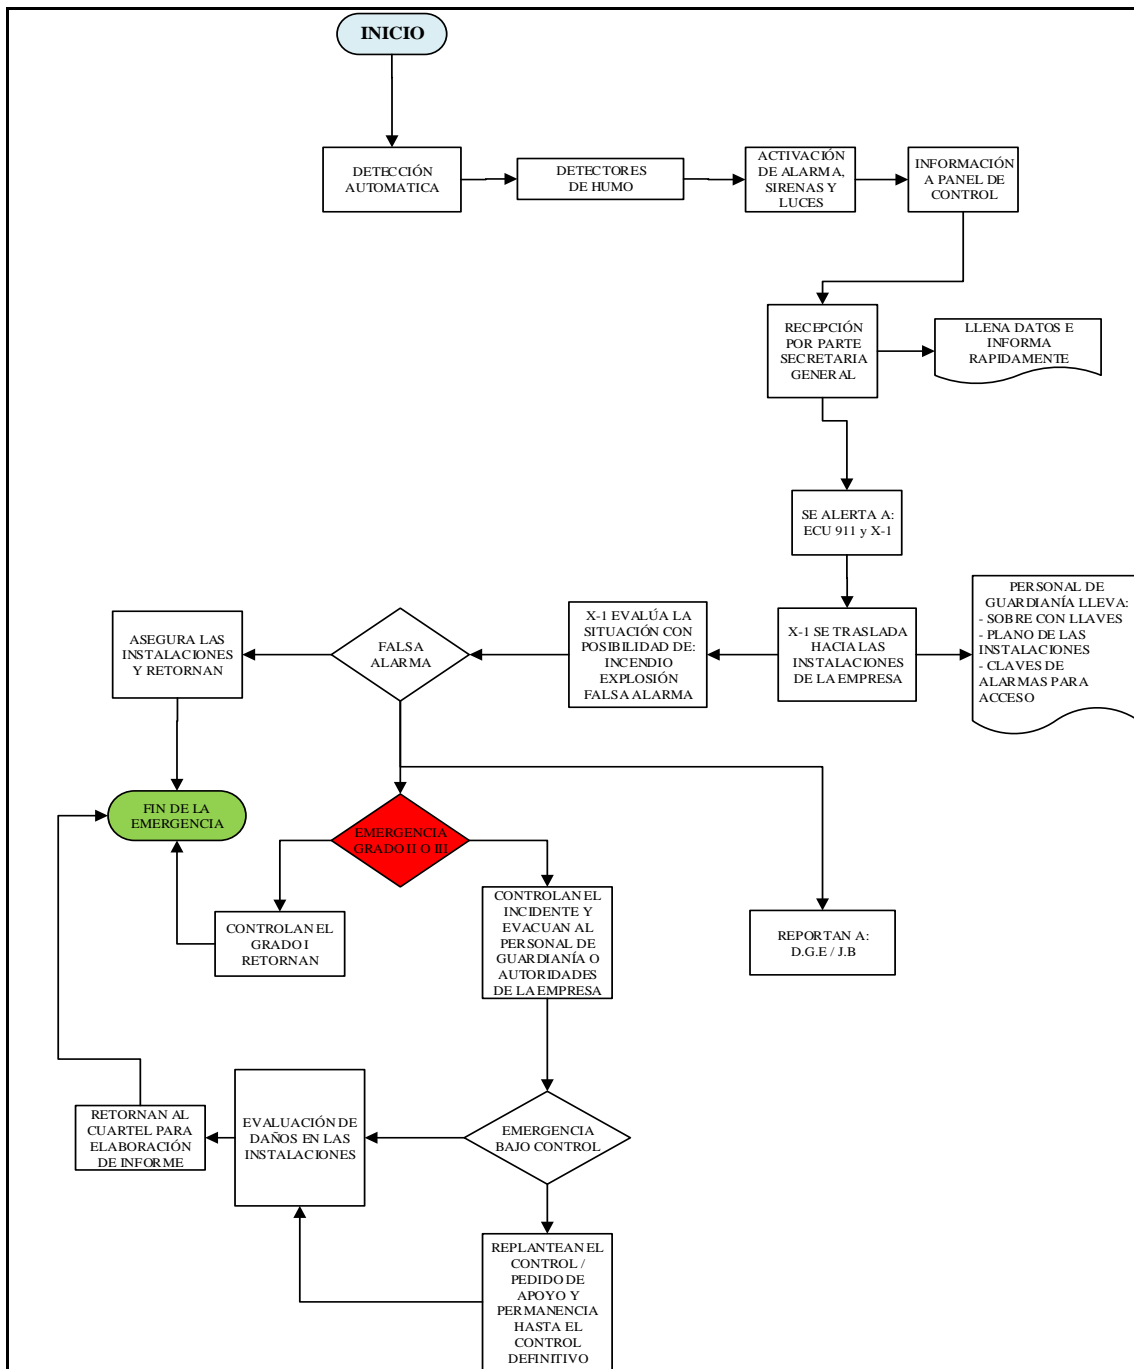 INICIO
DETECCIÓN
AUTOMATICA
DETECTORES
DE HUMO
ACTIVACIÓN
DE ALARMA,
SIRENAS Y
LUCES
INFORMACIÓN
A PANEL DE
CONTROL
RECEPCIÓN
POR PARTE
SECRETARIA
GENERAL
LLENA DATOS E
INFORMA
RAPIDAMENTE
SE ALERTA A:
ECU 911 y X-1
PERSONAL DE
GUARDIANÍA LLEVA:
- SOBRE CON LLAVES
- PLANO DE LAS
INSTALACIONES
- CLAVES DE
ALARMAS PARA
ACCESO
X-1 SE TRASLADA
HACIA LAS
INSTALACIONES
DE LA EMPRESA
X-1 EVALÚA LA
SITUACIÓN CON
POSIBILIDAD DE:
INCENDIO
EXPLOSIÓN
FALSA ALARMA
FALSA
ALARMA
ASEGURA LAS
INSTALACIONES
Y RETORNAN
FIN DE LA
EMERGENCIA
EMERGENCIA
GRADO II O III
CONTROLAN EL
GRADO I
RETORNAN
CONTROLAN EL
INCIDENTE Y
EVACUAN AL
PERSONAL DE
GUARDIANÍA O
AUTORIDADES
DE LA EMPRESA
REPORTAN A:
D.G.E / J.B
EMERGENCIA
BAJO CONTROL
EVALUACIÓN DE
DAÑOS EN LAS
INSTALACIONES
RETORNAN AL
CUARTEL PARA
ELABORACIÓN
DE INFORME
REPLANTEAN EL
CONTROL /
PEDIDO DE
APOYO Y
PERMANENCIA
HASTA EL
CONTROL
DEFINITIVO